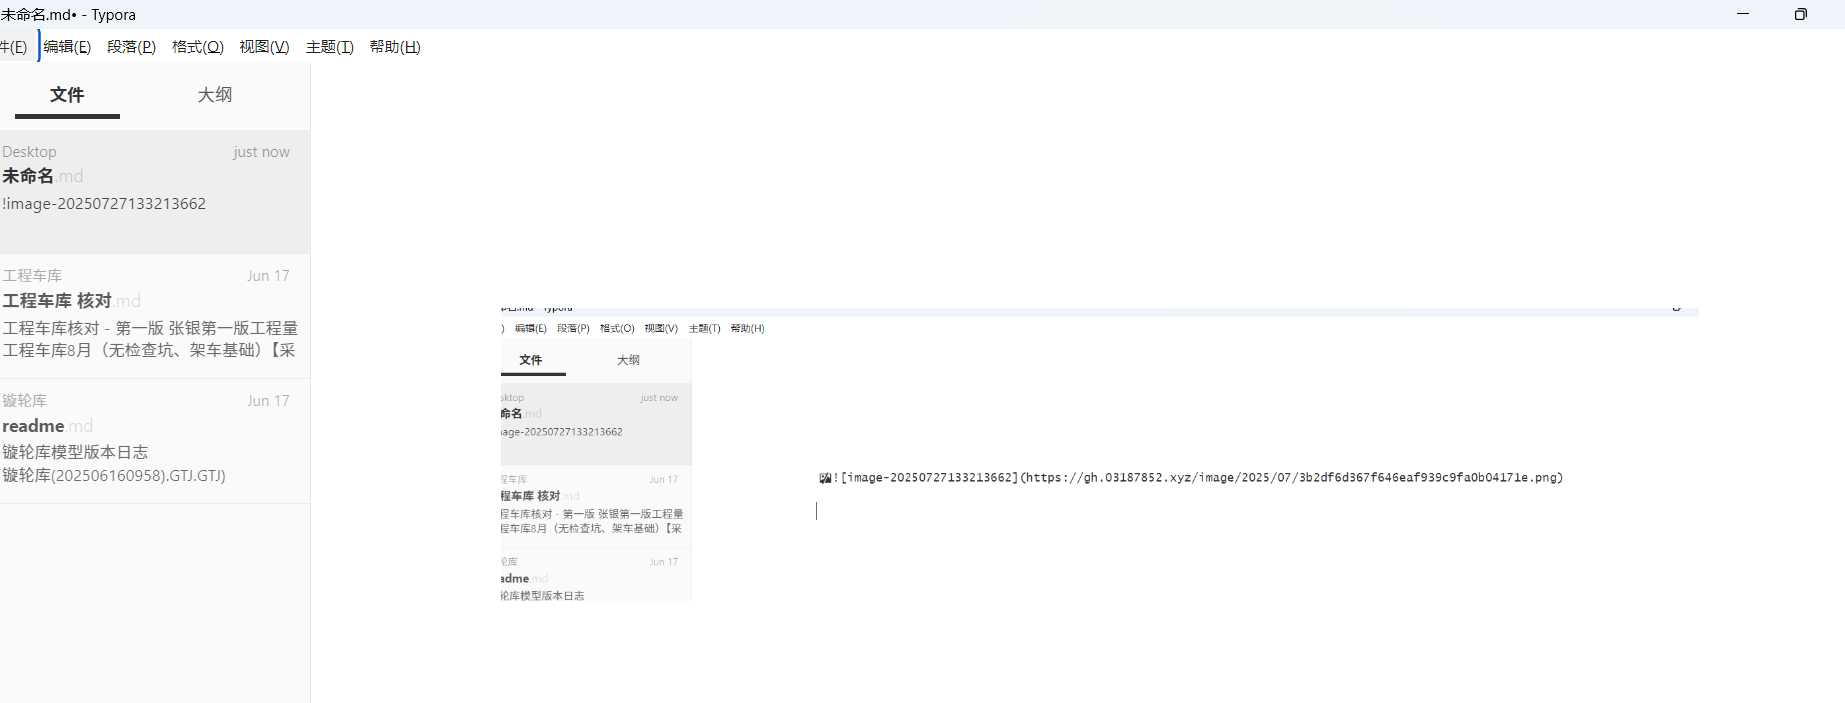 未命名.md• - Typora
件(E) 编辑(E) 段落(P) 格式(O) 视图(V) 主题(T) 帮助(H)
文件 大纲
Desktop just now
未命名.md
!image-20250727133213662
工程车库 Jun 17
工程车库 核对.md
工程车库核对 - 第一版 张银第一版工程量
工程车库8月（无检查坑、架车基础）【采
镟轮库 Jun 17
readme.md
镟轮库模型版本日志
镟轮库(202506160958).GTJ.GTJ)
) 编辑(E) 段落(P) 格式(O) 视图(V) 主题(T) 帮助(H)
文件 大纲
sktop just now
命名.md
age-20250727133213662
程车库 Jun 17
程车库 核对.md
程车库核对 - 第一版 张银第一版工程量
程车库8月（无检查坑、架车基础）【采
轮库 Jun 17
adme.md
轮库模型版本日志
![image-20250727133213662](https://gh.03187852.xyz/image/2025/07/3b2df6d367f646eaf939c9fa0b04171e.png)